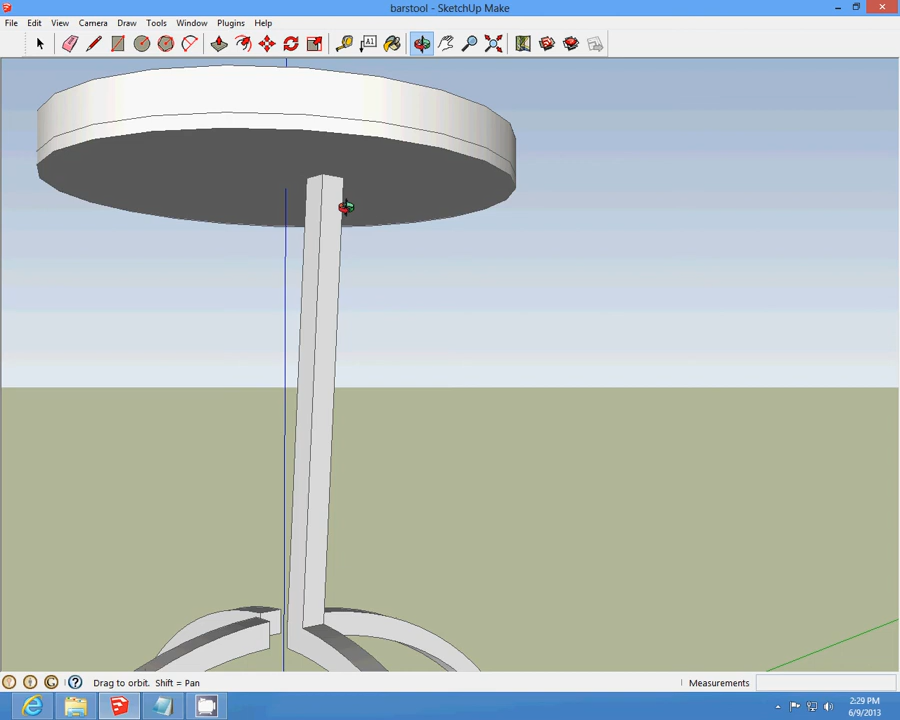 barstool - SketchUp Make
File Edit View Camera Draw Tools Window Plugins Help
A1
Drag to orbit. Shift = Pan
Measurements
2:29 PM
6/9/2013